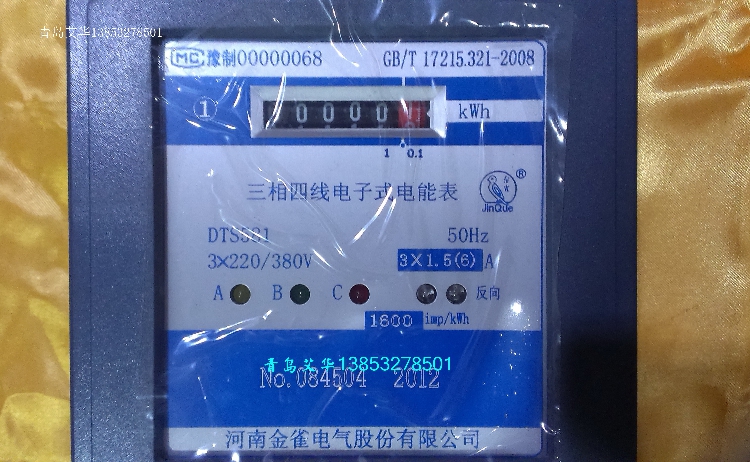 青岛艾华13853278501
MC 豫制00000068 GB/T 17215.321-2008
① 0000 kWh
1 0.1
三相四线电子式电能表 ®
JinQue
DTS581 50Hz
3×220/380V 3×1.5(6) A
A B C 反向
1600 imp/kWh
青岛艾华13853278501
No.084504 2012
河南金雀电气股份有限公司